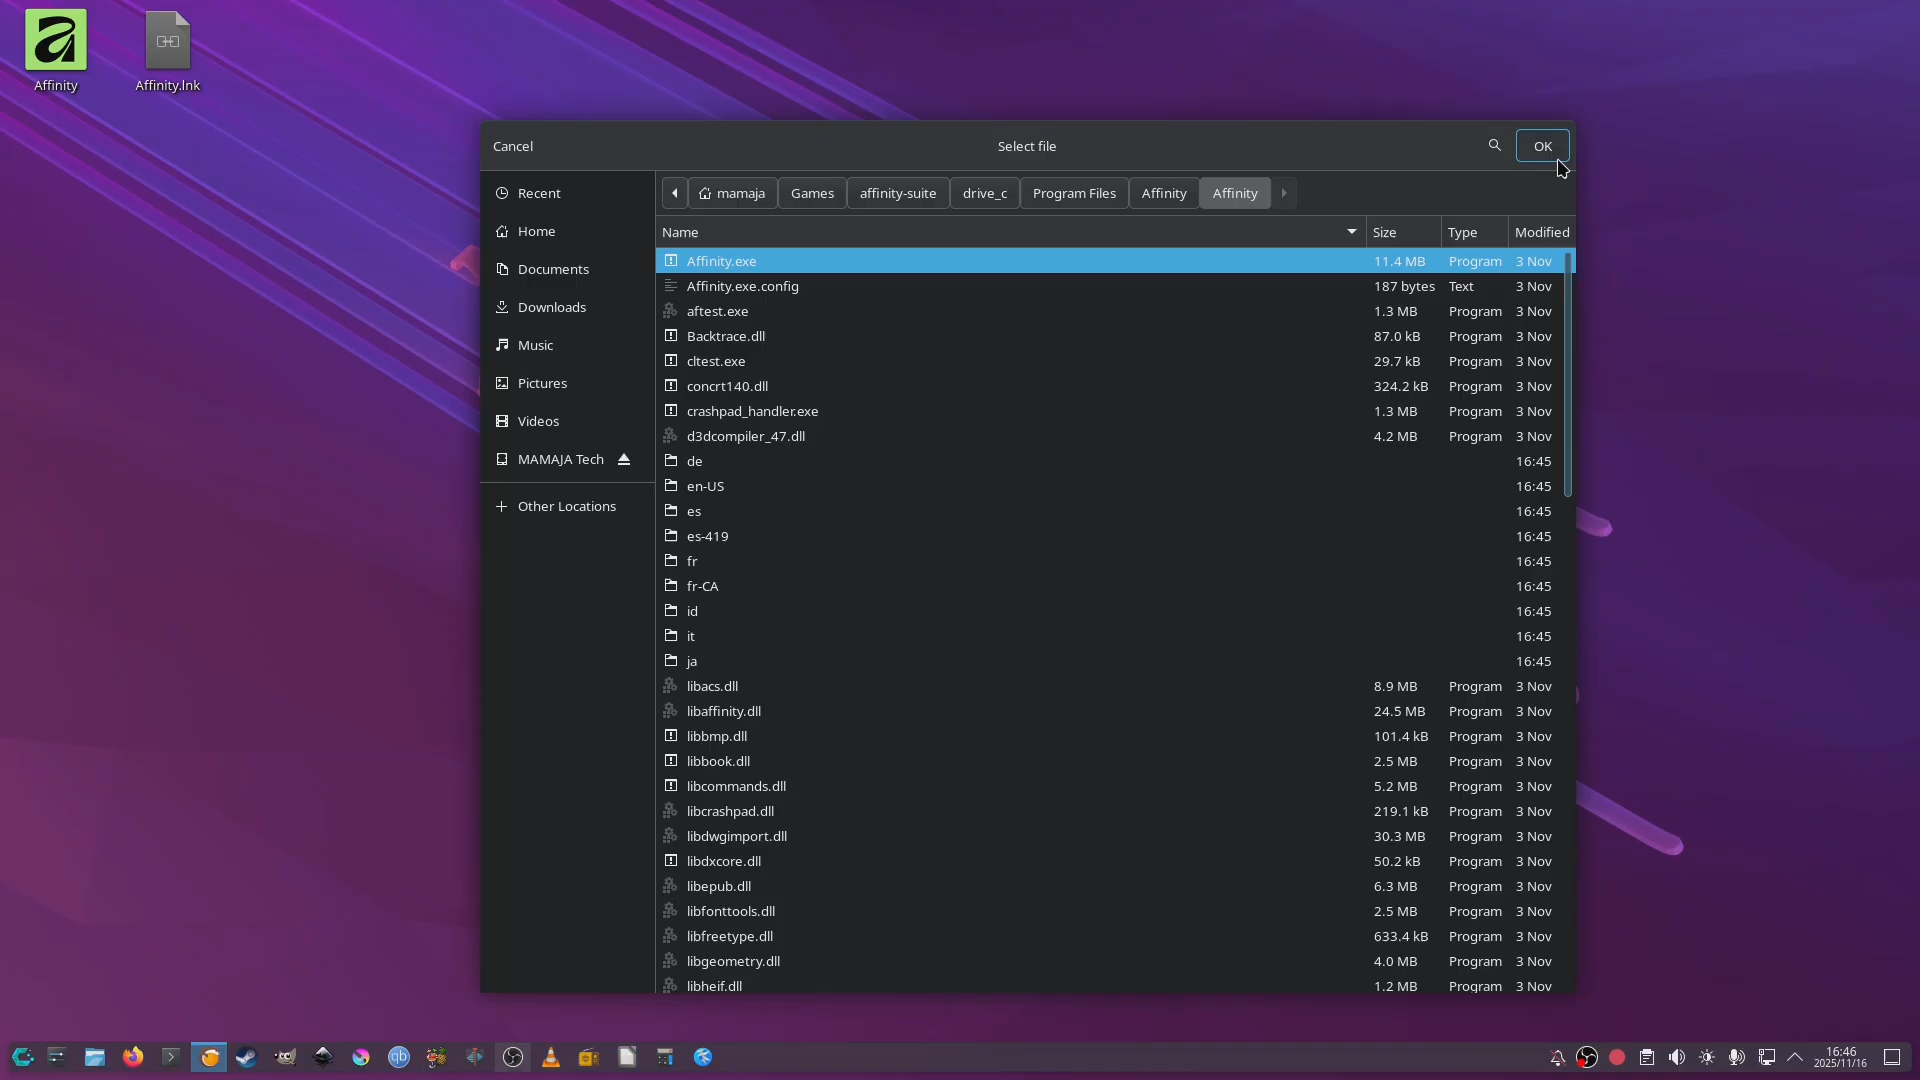 Affinity
Affinity.lnk
Cancel
Select file
OK
Recent
Home
Documents
Downloads
Music
Pictures
Videos
MAMAJA Tech
Other Locations
mamaja Games affinity-suite drive_c Program Files Affinity Affinity
Name Size Type Modified
Affinity.exe 11.4 MB Program 3 Nov
Affinity.exe.config 187 bytes Text 3 Nov
aftest.exe 1.3 MB Program 3 Nov
Backtrace.dll 87.0 kB Program 3 Nov
cltest.exe 29.7 kB Program 3 Nov
concrt140.dll 324.2 kB Program 3 Nov
crashpad_handler.exe 1.3 MB Program 3 Nov
d3dcompiler_47.dll 4.2 MB Program 3 Nov
de 16:45
en-US 16:45
es 16:45
es-419 16:45
fr 16:45
fr-CA 16:45
id 16:45
it 16:45
ja 16:45
libacs.dll 8.9 MB Program 3 Nov
libaffinity.dll 24.5 MB Program 3 Nov
libbmp.dll 101.4 kB Program 3 Nov
libbook.dll 2.5 MB Program 3 Nov
libcommands.dll 5.2 MB Program 3 Nov
libcrashpad.dll 219.1 kB Program 3 Nov
libdwgimport.dll 30.3 MB Program 3 Nov
libdxcore.dll 50.2 kB Program 3 Nov
libepub.dll 6.3 MB Program 3 Nov
libfonttools.dll 2.5 MB Program 3 Nov
libfreetype.dll 633.4 kB Program 3 Nov
libgeometry.dll 4.0 MB Program 3 Nov
libheif.dll 1.2 MB Program 3 Nov
qb
16:46
2025/11/16